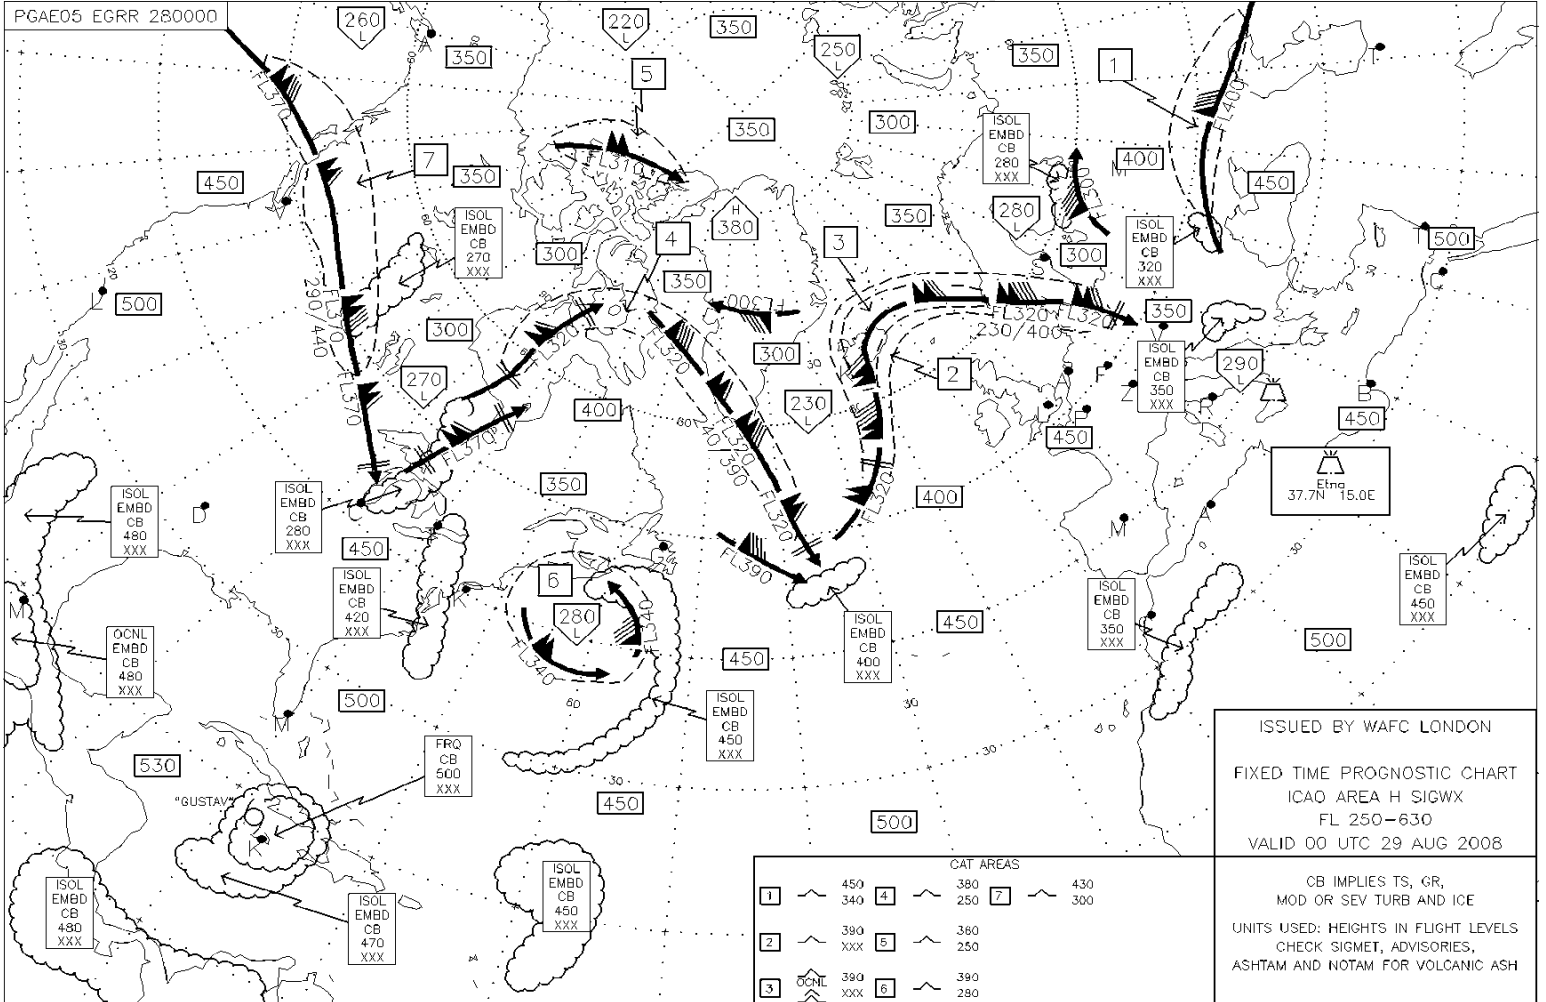 PGAE05 EGRR 280000
260
L
220
L
350
250
L
350
1
A
350
5
T
FL370
FL400
350
300
ISOL
EMBD
CB
280
XXX
400
M
7
450
350
FL370
350
450
ISOL
EMBD
CB
270
XXX
H
380
280
L
FL300
ISOL
EMBD
CB
320
XXX
500
4
3
300
300
S
350
C
L
500
290/440
FL370
300
FL320
FL300
FL320
230/400
FL320
350
300
ISOL
EMBD
CB
350
XXX
290
L
FL320
2
270
L
230
L
F
Z
R
B
FL370
400
P
450
450
FL370
FL320
240/390
350
FL320
400
FL320
Etna
37.7N 15.0E
ISOL
EMBD
CB
480
XXX
D
ISOL
EMBD
CB
280
XXX
C
M
A
450
FL390
ISOL
EMBD
CB
450
XXX
6
ISOL
EMBD
CB
420
XXX
K
280
L
FL340
FL340
ISOL
EMBD
CB
400
XXX
450
ISOL
EMBD
CB
350
XXX
500
M
OCNL
EMBD
CB
480
XXX
450
500
M
ISOL
EMBD
CB
450
XXX
530
FRQ
CB
500
XXX
"GUSTAV"
K
450
500
ISOL
EMBD
CB
480
XXX
ISOL
EMBD
CB
470
XXX
ISOL
EMBD
CB
450
XXX
ISSUED BY WAFC LONDON
FIXED TIME PROGNOSTIC CHART
ICAO AREA H SIGWX
FL 250-630
VALID 00 UTC 29 AUG 2008
CAT AREAS
1 450 4 380 7 430
340 250 300
2 390 5 360
XXX 250
3 OCNL 390 6 390
XXX 280
CB IMPLIES TS, GR,
MOD OR SEV TURB AND ICE
UNITS USED: HEIGHTS IN FLIGHT LEVELS
CHECK SIGMET, ADVISORIES,
ASHTAM AND NOTAM FOR VOLCANIC ASH